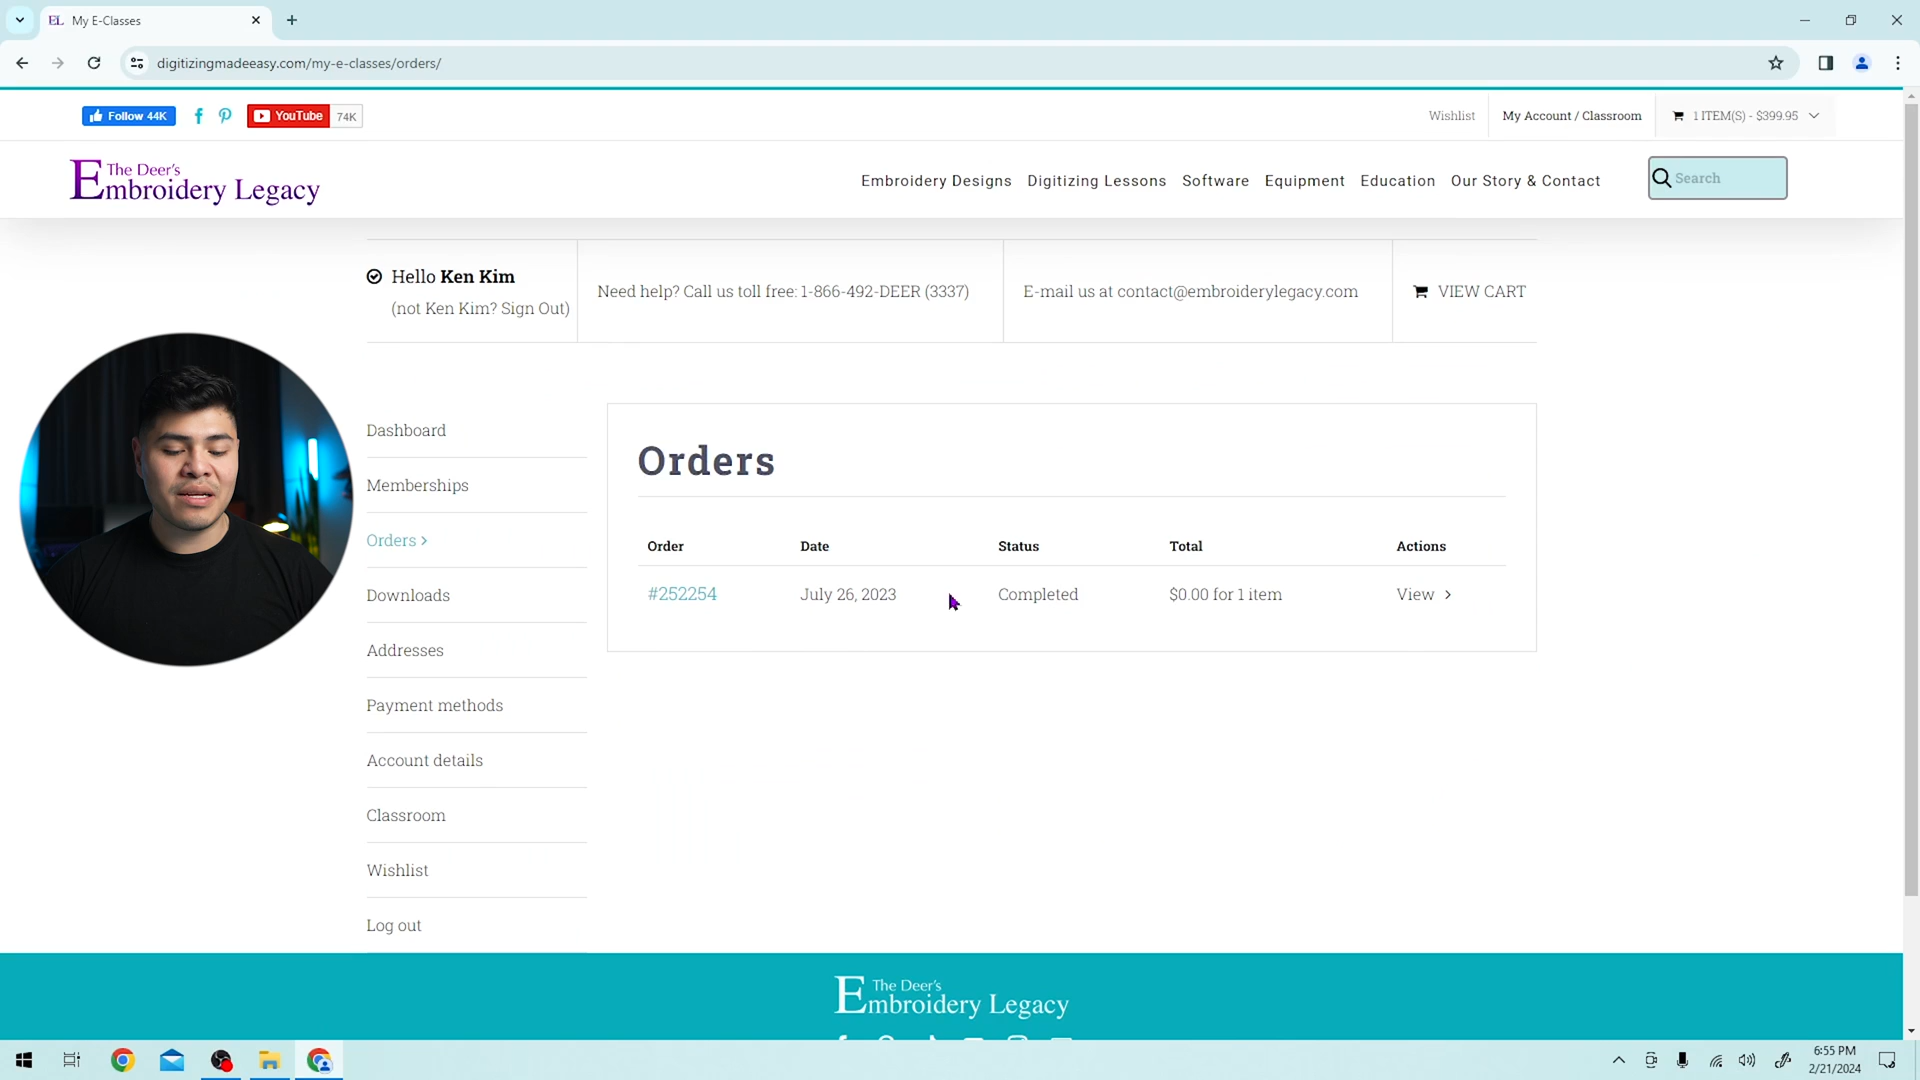 My E-Classes
digitizingmadeeasy.com/my-e-classes/orders/
Follow 44K
YouTube
74K
Wishlist
My Account / Classroom
1 ITEM(S) - $399.95
The Deer's
Embroidery Legacy
Embroidery Designs
Digitizing Lessons
Software
Equipment
Education
Our Story & Contact
Search
Hello Ken Kim
(not Ken Kim? Sign Out)
Need help? Call us toll free: 1-866-492-DEER (3337)
E-mail us at contact@embroiderylegacy.com
VIEW CART
Dashboard
Memberships
Orders >
Downloads
Addresses
Payment methods
Account details
Classroom
Wishlist
Log out
Orders
Order Date Status Total Actions
#252254 July 26, 2023 Completed $0.00 for 1 item View >
The Deer's
Embroidery Legacy
6:55 PM
2/21/2024